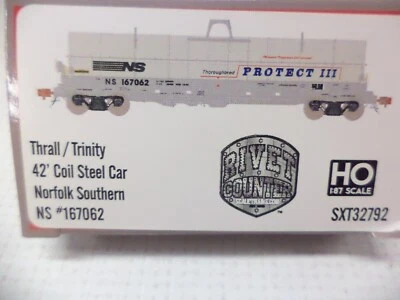 NS
NS 167062
Thoroughbred PROTECT III
Thrall / Trinity
42' Coil Steel Car
Norfolk Southern
NS #167062
RIVET
COUNTER
HO
1:87 SCALE
SXT32792